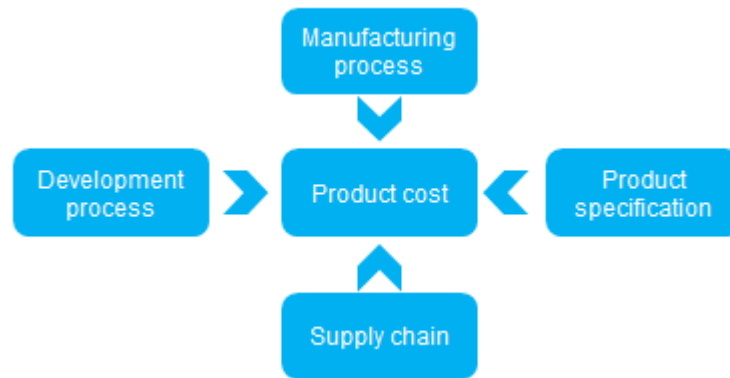 Manufacturing
process
Development
process
Product cost
Product
specification
Supply chain